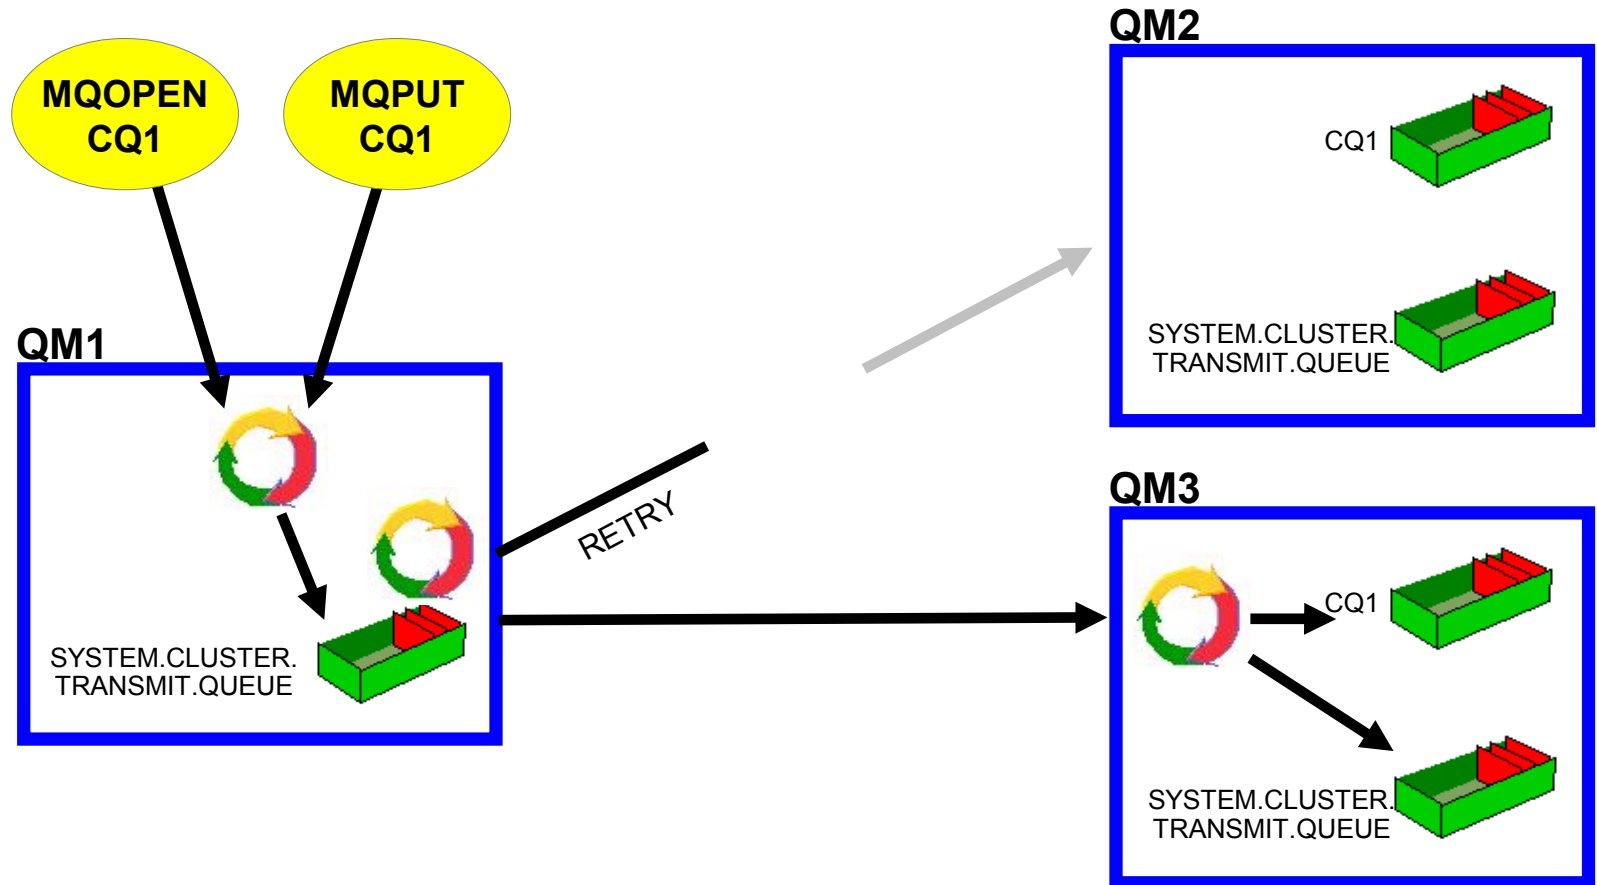 MQOPEN
CQ1
MQPUT
CQ1
QM1
SYSTEM.CLUSTER.
TRANSMIT.QUEUE
RETRY
QM2
CQ1
SYSTEM.CLUSTER.
TRANSMIT.QUEUE
QM3
CQ1
SYSTEM.CLUSTER.
TRANSMIT.QUEUE